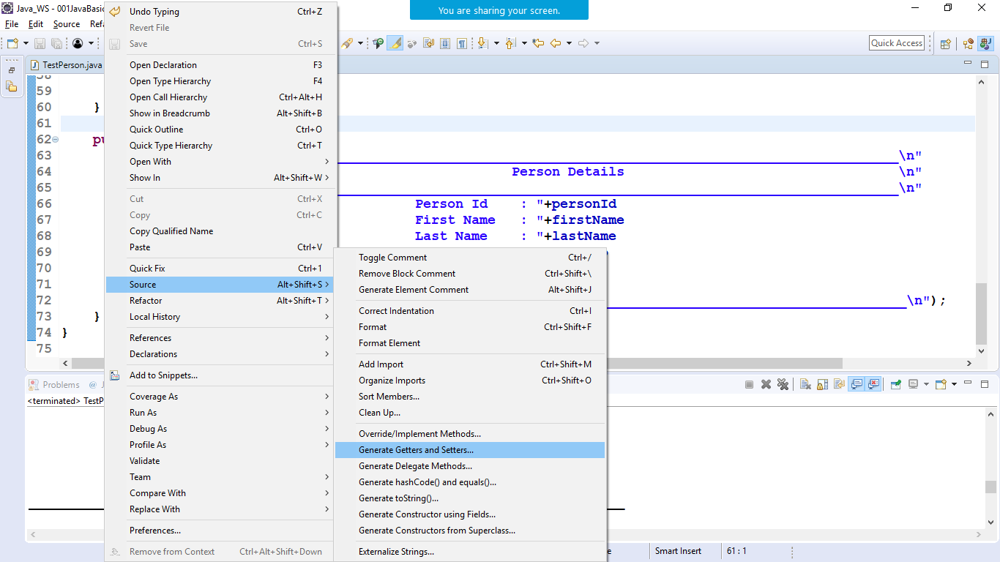 Java_WS - 001JavaBasic
You are sharing your screen.
File Edit Source Refa
Quick Access
TestPerson.java
Undo Typing Ctrl+Z
Revert File
Save Ctrl+S
Open Declaration F3
Open Type Hierarchy F4
Open Call Hierarchy Ctrl+Alt+H
Show in Breadcrumb Alt+Shift+B
Quick Outline Ctrl+O
Quick Type Hierarchy Ctrl+T
Open With
Show In Alt+Shift+W
Cut Ctrl+X
Copy Ctrl+C
Copy Qualified Name
Paste Ctrl+V
Quick Fix Ctrl+1
Source Alt+Shift+S
Refactor Alt+Shift+T
Local History
References
Declarations
Add to Snippets...
Coverage As
Run As
Debug As
Profile As
Validate
Team
Compare With
Replace With
Preferences...
Remove from Context Ctrl+Alt+Shift+Down
Toggle Comment Ctrl+/
Remove Block Comment Ctrl+Shift+\
Generate Element Comment Alt+Shift+J
Correct Indentation Ctrl+I
Format Ctrl+Shift+F
Format Element
Add Import Ctrl+Shift+M
Organize Imports Ctrl+Shift+O
Sort Members...
Clean Up...
Override/Implement Methods...
Generate Getters and Setters...
Generate Delegate Methods...
Generate hashCode() and equals()...
Generate toString()...
Generate Constructor using Fields...
Generate Constructors from Superclass...
Externalize Strings...
58
59
60 }
61
62 pu
63 \n"
64 Person Details \n"
65 \n"
66 Person Id : "+personId
67 First Name : "+firstName
68 Last Name : "+lastName
69
70
71
72 \n");
73 }
74 }
75
Problems @ J
<terminated> TestP
e Smart Insert 61 : 1